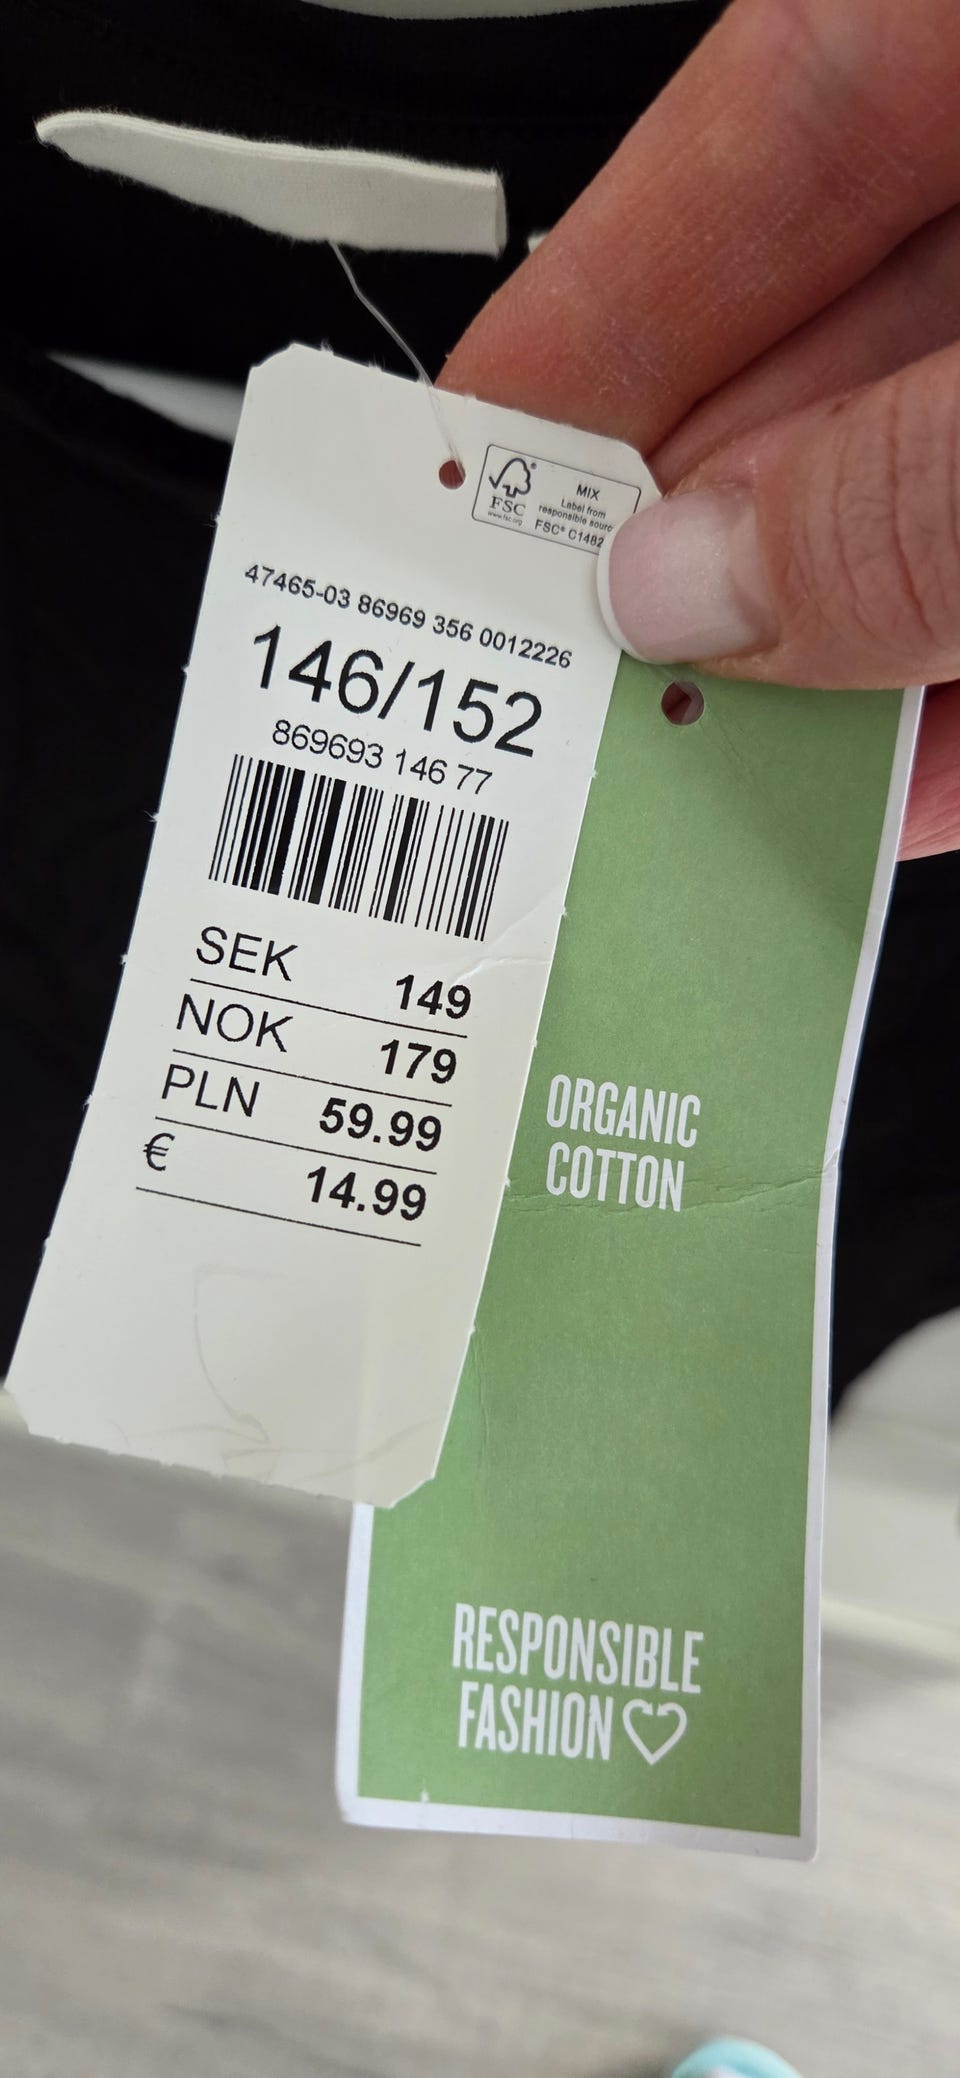 FSC®
www.fsc.org
MIX
Label from
responsible
FSC®
47465-03 86969 356 0012226
146/152
869693 146 77
SEK 149
NOK 179
PLN 59.99
€ 14.99
ORGANIC
COTTON
RESPONSIBLE
FASHION